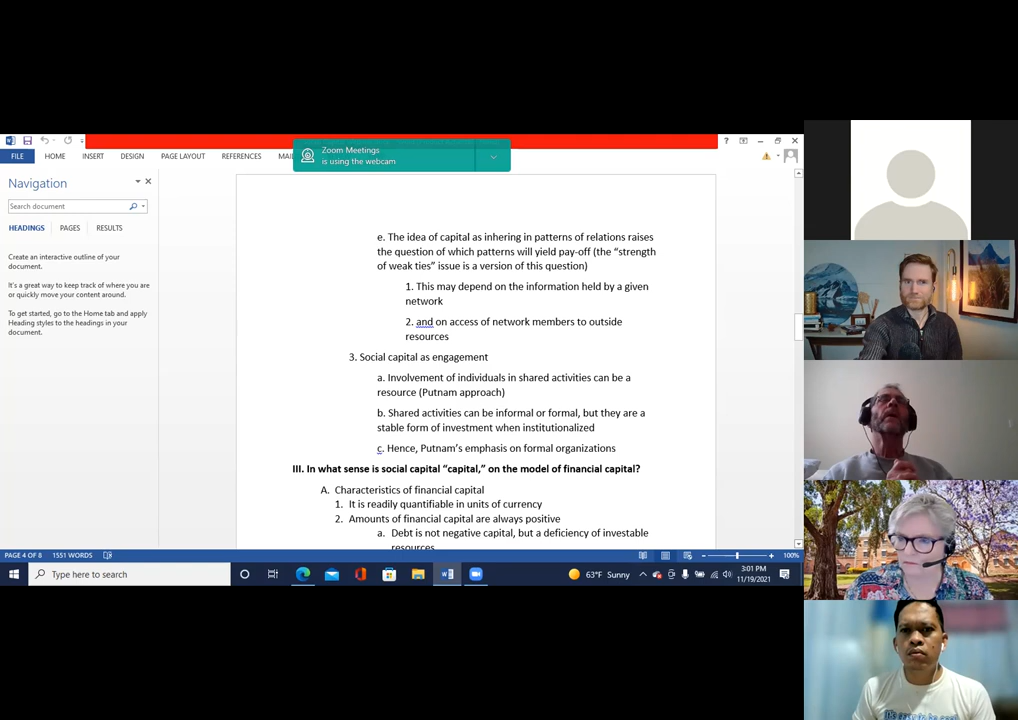 Zoom Meetings
is using the webcam
FILE HOME INSERT DESIGN PAGE LAYOUT REFERENCES MAIL
Navigation
Search document
HEADINGS PAGES RESULTS
Create an interactive outline of your
document.
It's a great way to keep track of where you are
or quickly move your content around.
To get started, go to the Home tab and apply
Heading styles to the headings in your
document.
e. The idea of capital as inhering in patterns of relations raises
the question of which patterns will yield pay-off (the “strength
of weak ties” issue is a version of this question)
1. This may depend on the information held by a given
network
2. and on access of network members to outside
resources
3. Social capital as engagement
a. Involvement of individuals in shared activities can be a
resource (Putnam approach)
b. Shared activities can be informal or formal, but they are a
stable form of investment when institutionalized
c. Hence, Putnam’s emphasis on formal organizations
III. In what sense is social capital “capital,” on the model of financial capital?
A. Characteristics of financial capital
1. It is readily quantifiable in units of currency
2. Amounts of financial capital are always positive
a. Debt is not negative capital, but a deficiency of investable
resources
PAGE 4 OF 8 1551 WORDS 100%
Type here to search
63°F Sunny
3:01 PM
11/19/2021